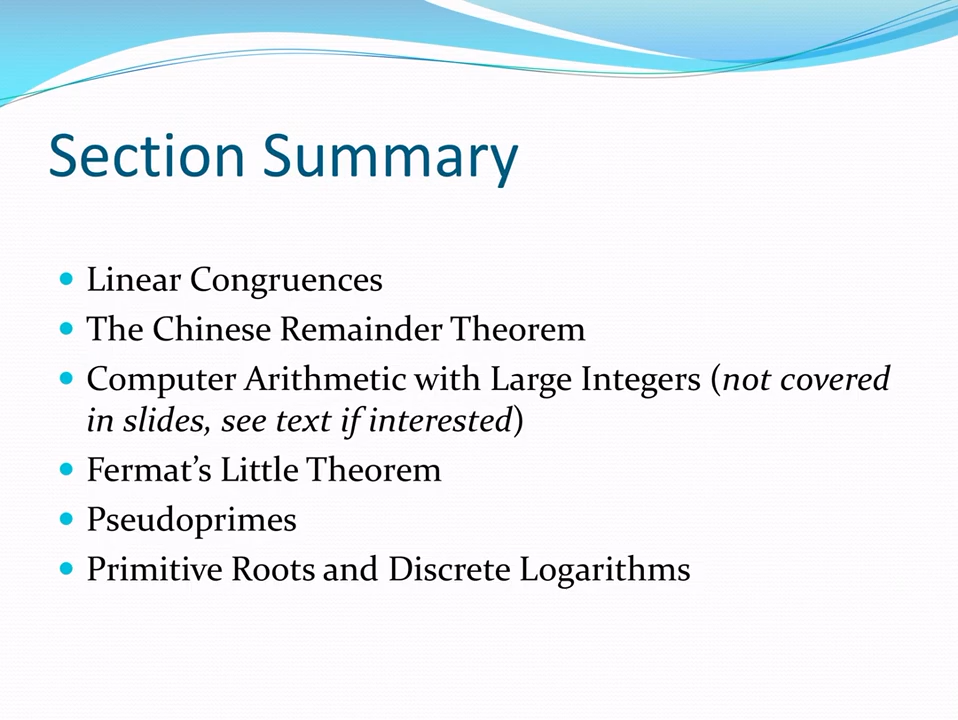 Section Summary
• Linear Congruences
• The Chinese Remainder Theorem
• Computer Arithmetic with Large Integers (not covered
in slides, see text if interested)
• Fermat’s Little Theorem
• Pseudoprimes
• Primitive Roots and Discrete Logarithms